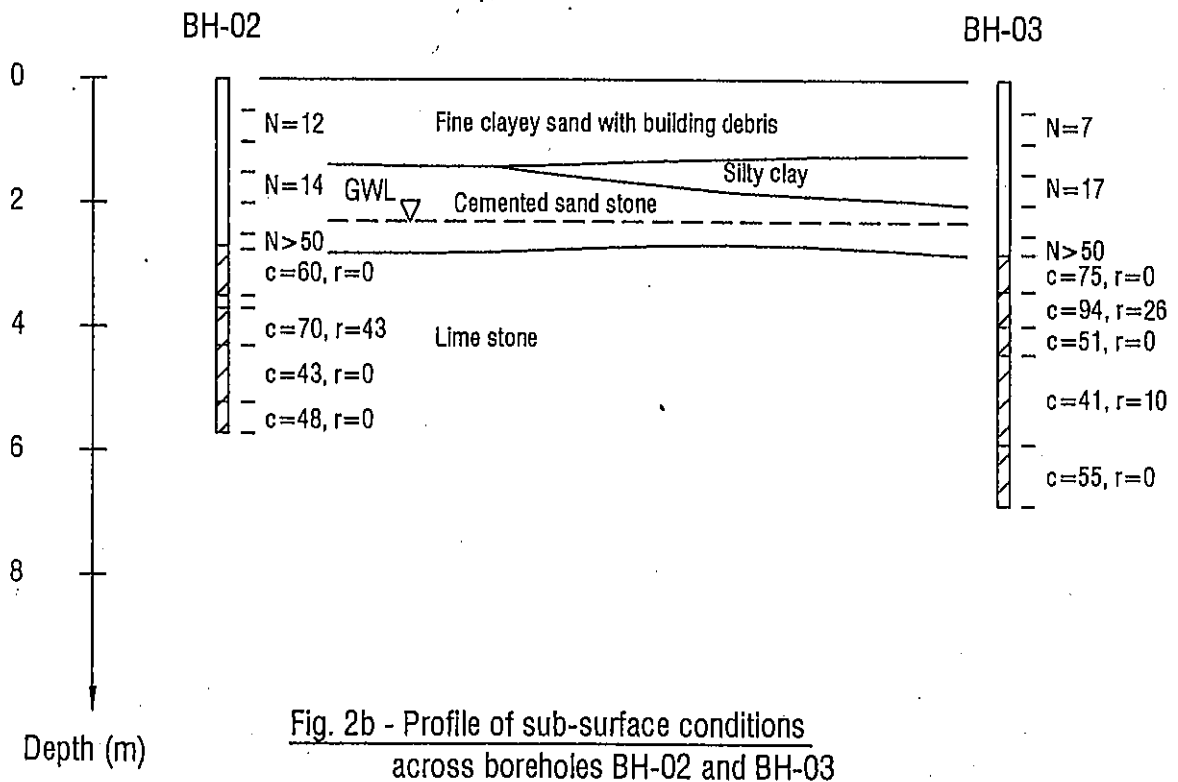 BH-02
BH-03
0
N=12
Fine clayey sand with building debris
N=7
Silty clay
N=14
GWL
N=17
2
Cemented sand stone
N>50
N>50
c=60, r=0
c=75, r=0
c=94, r=26
4
c=70, r=43
Lime stone
c=51, r=0
c=43, r=0
c=41, r=10
c=48, r=0
6
c=55, r=0
8
Depth (m)
Fig. 2b - Profile of sub-surface conditions
across boreholes BH-02 and BH-03